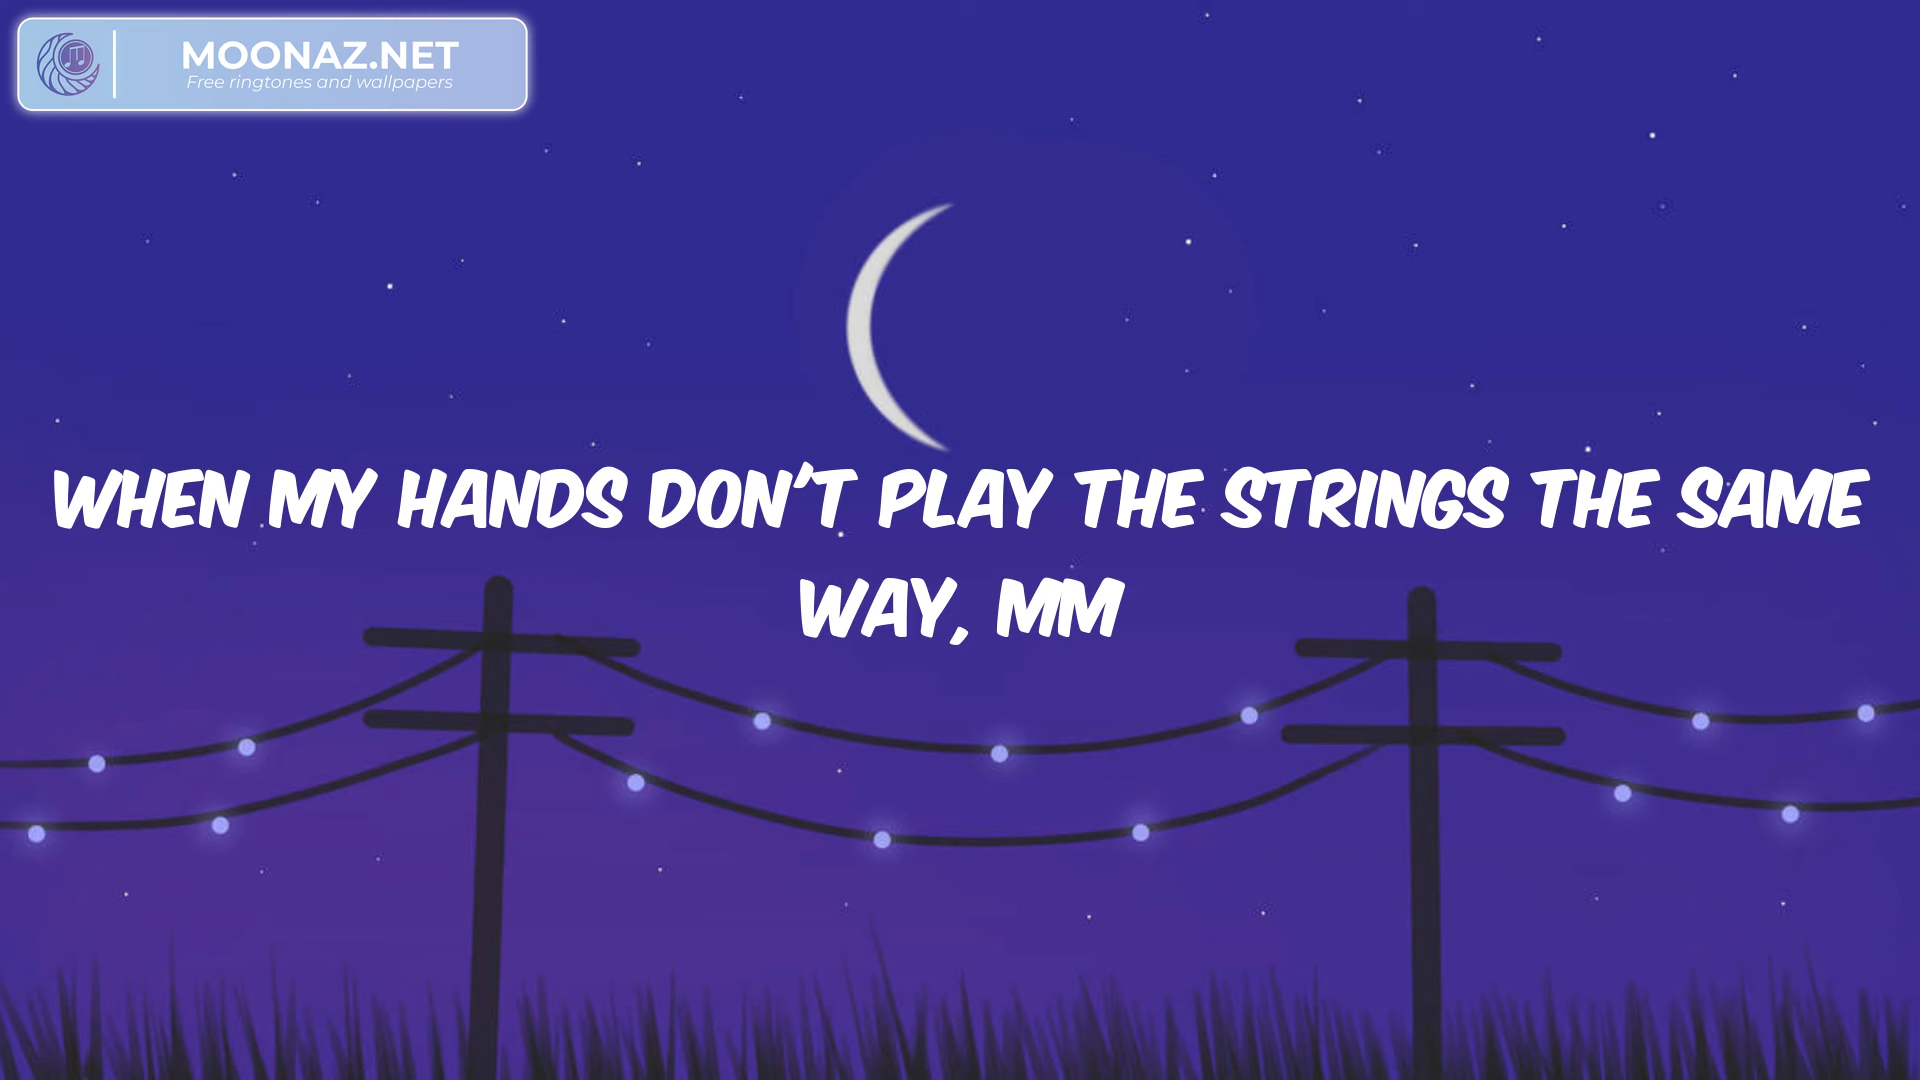 MOONAZ.NET
Free ringtones and wallpapers
WHEN MY HANDS DON'T PLAY THE STRINGS THE SAME
WAY, MM